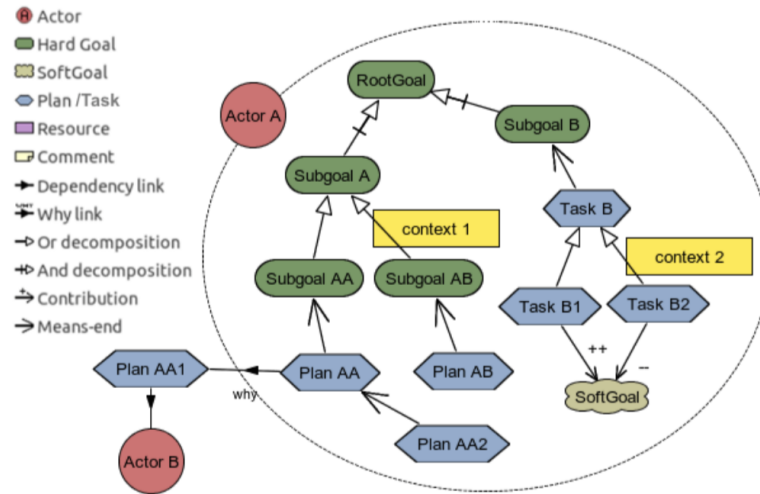 A
Actor
Hard Goal
SoftGoal
Plan /Task
Resource
Comment
Dependency link
Why link
Or decomposition
And decomposition
Contribution
Means-end
RootGoal
Actor A
Subgoal B
Subgoal A
Task B
context 1
context 2
Subgoal AA
Subgoal AB
Task B1
Task B2
Plan AA1
Plan AA
Plan AB
++
--
why
SoftGoal
Plan AA2
Actor B